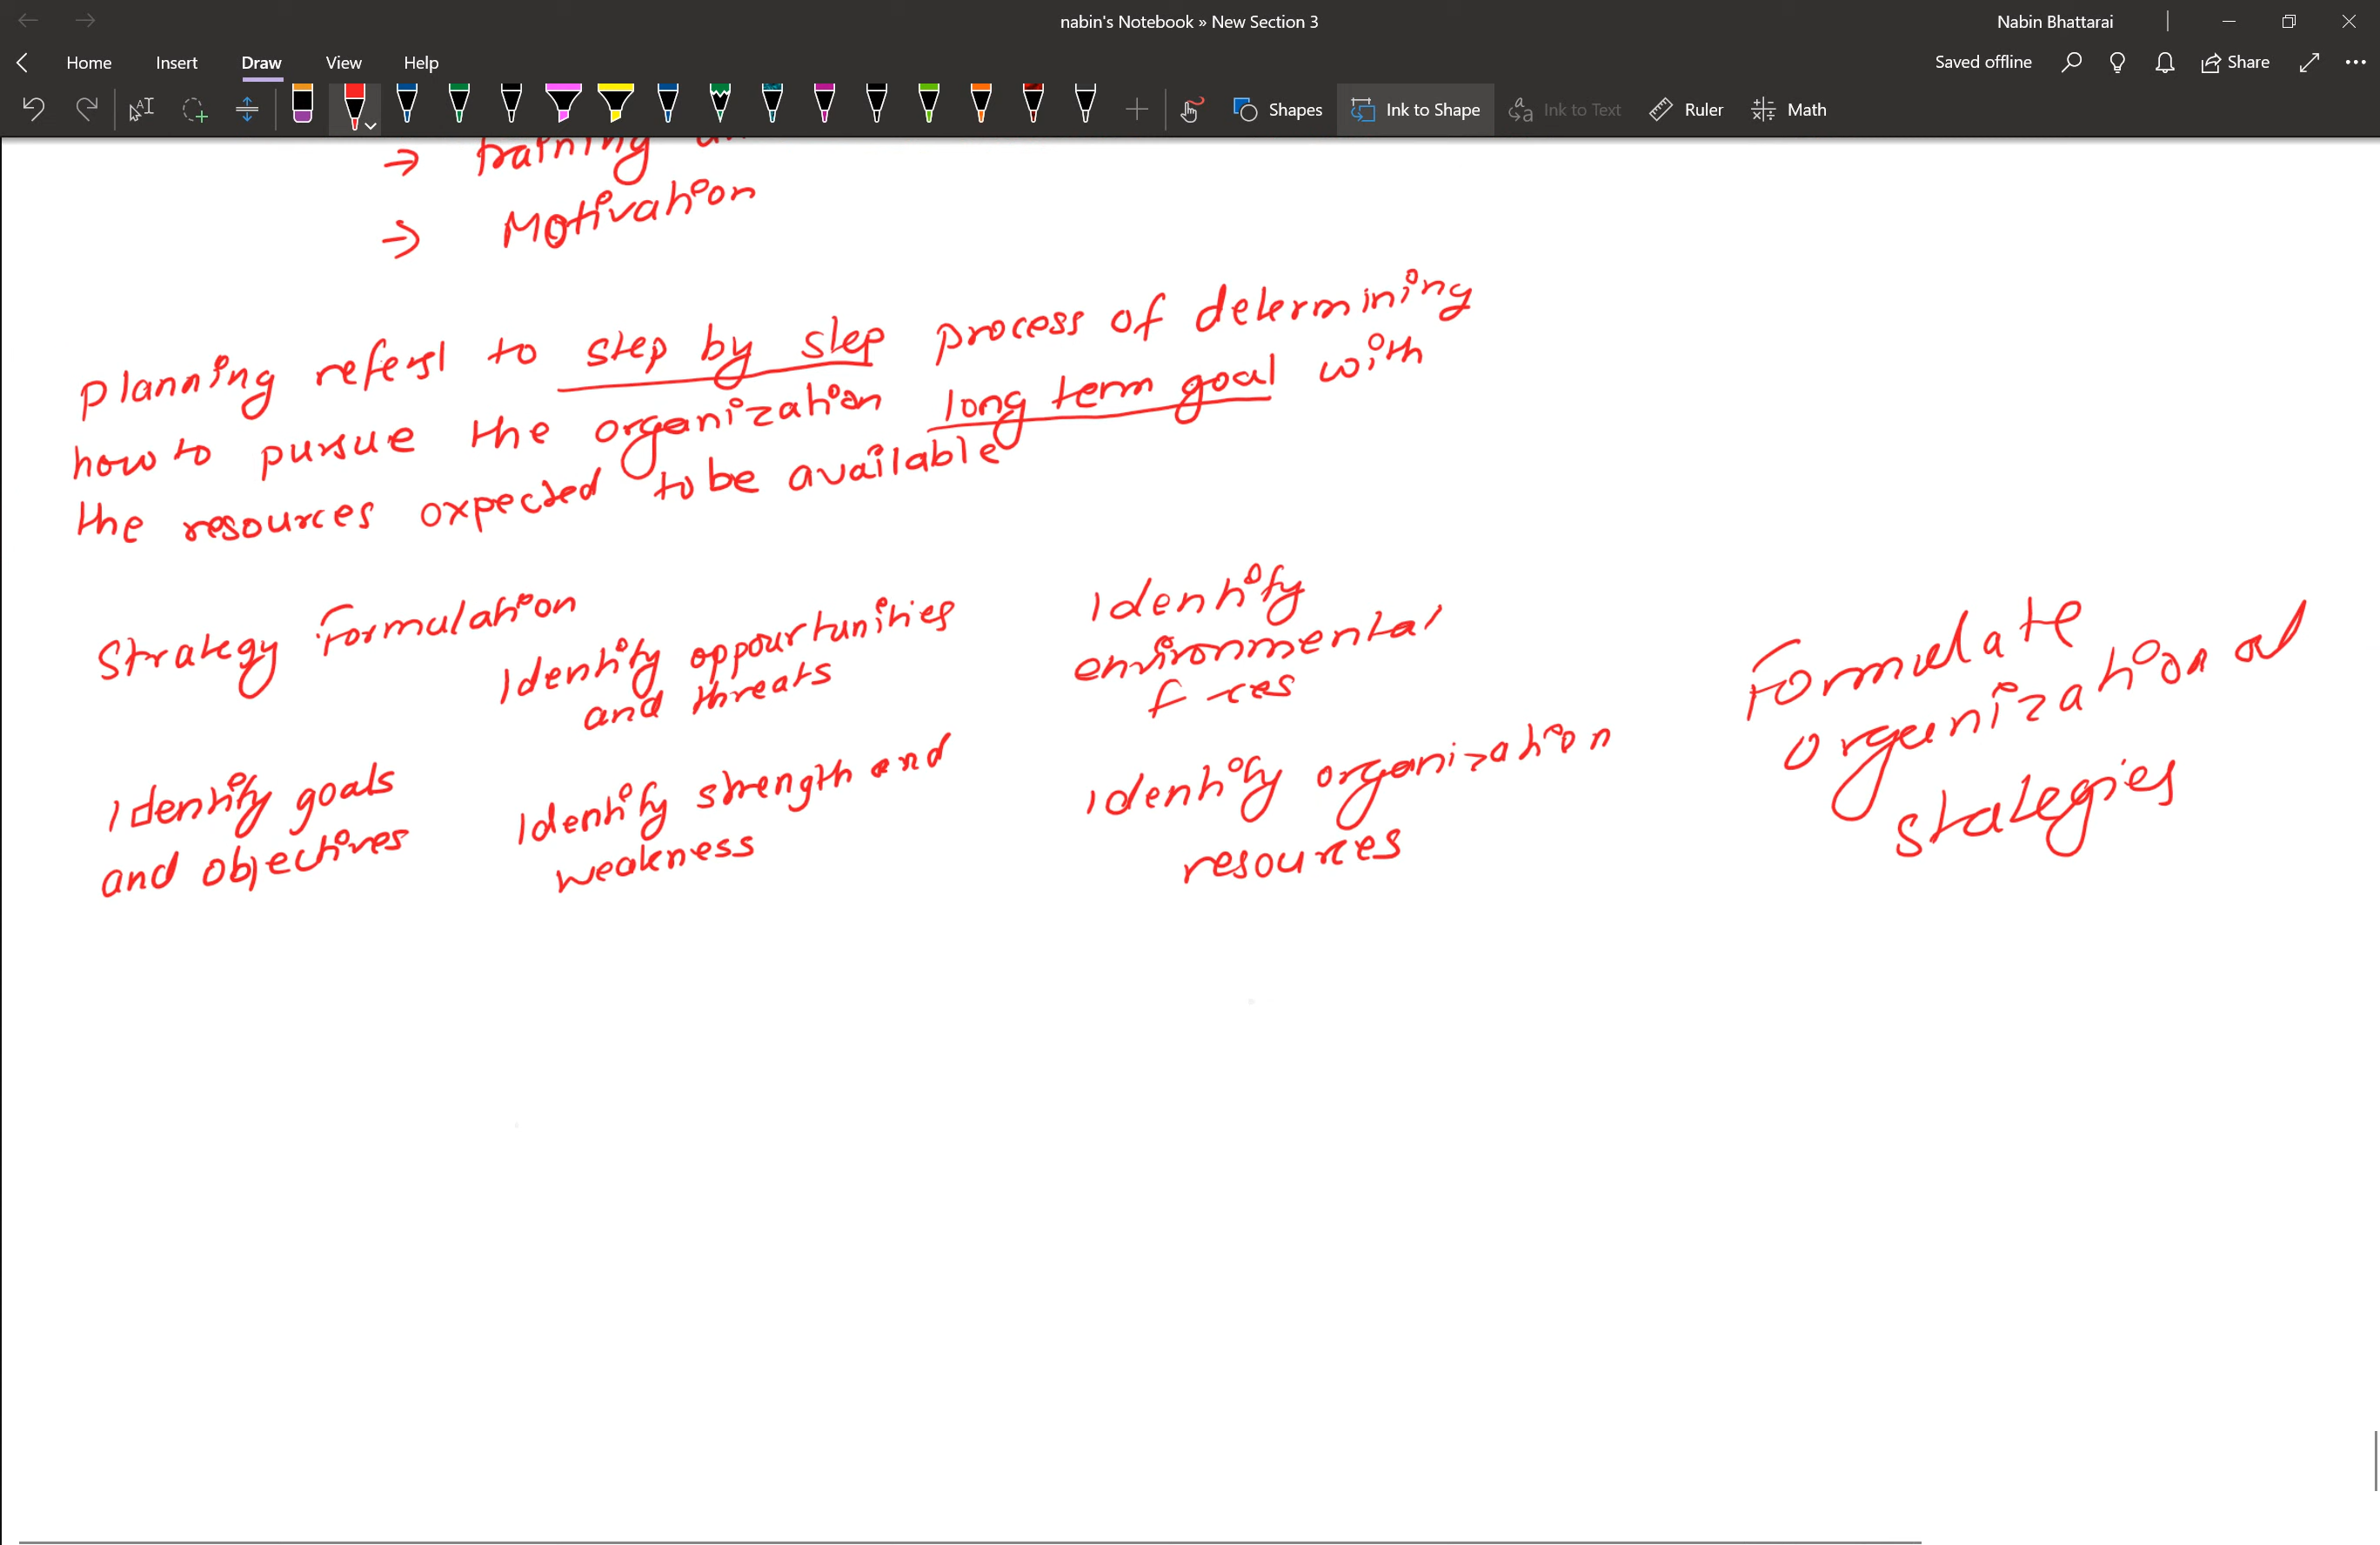 nabin's Notebook » New Section 3
Nabin Bhattarai
Home Insert Draw View Help
Saved offline
Share
Shapes
Ink to Shape
Ink to Text
Ruler
Math
→ training
→ Motivation
Planning refers to step by step process of determining
how to pursue the organization long term goal with
the resources expected to be available
Strategy Formulation
Identify oppourtunities
and threats
Identify
environmental
Formulate
organizational
stategies
Identify goals
and objectives
Identify strength and
weakness
Identify organization
resources